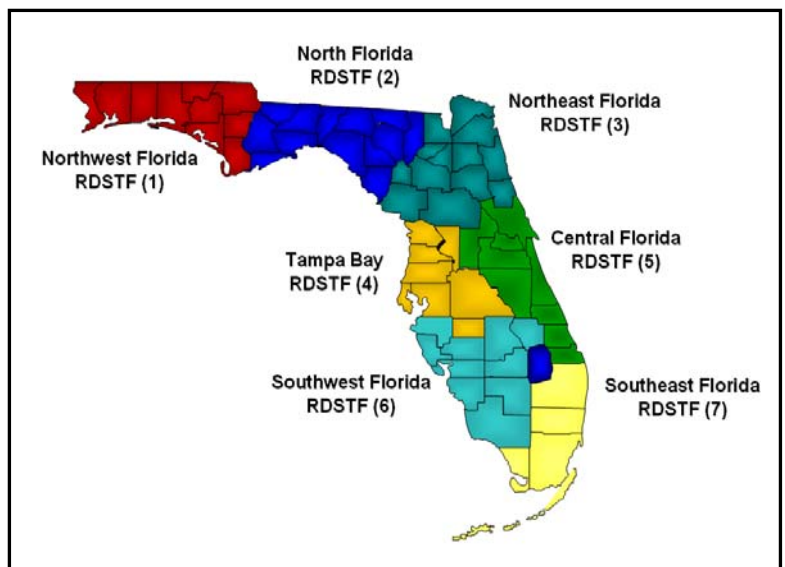 North Florida
RDSTF (2)
Northeast Florida
RDSTF (3)
Northwest Florida
RDSTF (1)
Central Florida
RDSTF (5)
Tampa Bay
RDSTF (4)
Southwest Florida
RDSTF (6)
Southeast Florida
RDSTF (7)